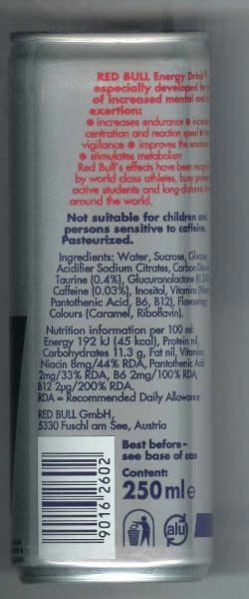 RED BULL Energy Drink
especially developed for
of increased mental and
exertion:
● increases endurance ●
centration and reaction speed ●
vigilance ● improves the
● stimulates metabolism
Red Bull's effects have been
by world class athletes, busy
active students and long-distance
around the world.
Not suitable for children and
persons sensitive to caffeine.
Pasteurized.
Ingredients: Water, Sucrose, Glucose
Acidifier Sodium Citrates, Carbon
Taurine (0.4%), Glucuronolactone
Caffeine (0.03%), Inositol, Vitamins
Pantothenic Acid, B6, B12), Flavouring
Colours (Caramel, Riboflavin).
Nutrition information per 100 ml:
Energy 192 kJ (45 kcal), Protein nil,
Carbohydrates 11.3 g, Fat nil, Vitamins
Niacin 8mg/44% RDA, Pantothenic Acid
2mg/33% RDA, B6 2mg/100% RDA
B12 2µg/200% RDA.
RDA = Recommended Daily Allowance
RED BULL GmbH,
5330 Fuschl am See, Austria
Best before-
see base of can
Content:
250 ml e
90162602
alu